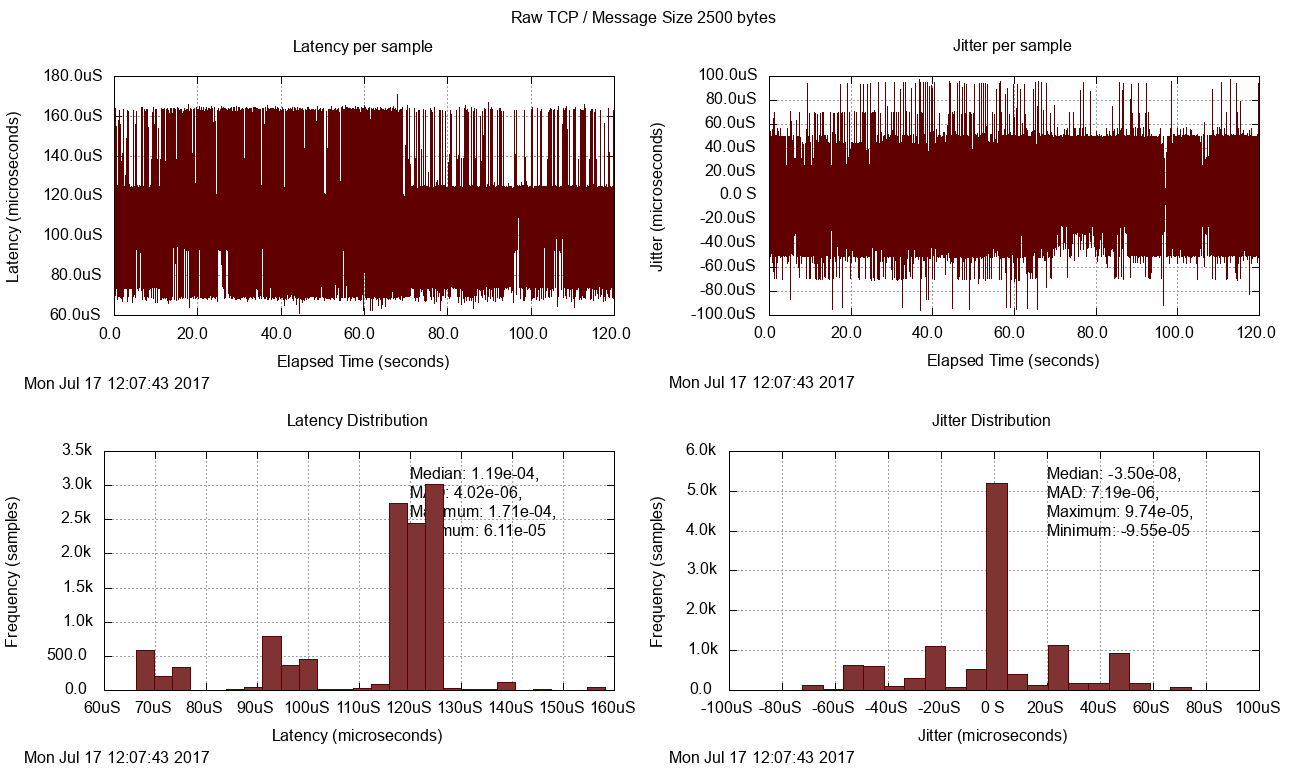 Raw TCP / Message Size 2500 bytes
Latency per sample
180.0uS
160.0uS
140.0uS
120.0uS
100.0uS
80.0uS
60.0uS
Latency (microseconds)
0.0 20.0 40.0 60.0 80.0 100.0 120.0
Elapsed Time (seconds)
Mon Jul 17 12:07:43 2017
Jitter per sample
100.0uS
80.0uS
60.0uS
40.0uS
20.0uS
0.0 S
-20.0uS
-40.0uS
-60.0uS
-80.0uS
-100.0uS
Jitter (microseconds)
0.0 20.0 40.0 60.0 80.0 100.0 120.0
Elapsed Time (seconds)
Mon Jul 17 12:07:43 2017
Latency Distribution
3.5k
3.0k
2.5k
2.0k
1.5k
1.0k
500.0
0.0
Frequency (samples)
Median: 1.19e-04,
4.02e-06,
1.71e-04,
6.11e-05
60uS 70uS 80uS 90uS 100uS 110uS 120uS 130uS 140uS 150uS 160uS
Latency (microseconds)
Mon Jul 17 12:07:43 2017
Jitter Distribution
6.0k
5.0k
4.0k
3.0k
2.0k
1.0k
0.0
Frequency (samples)
Median: -3.50e-08,
MAD: 7.19e-06,
Maximum: 9.74e-05,
Minimum: -9.55e-05
-100uS -80uS -60uS -40uS -20uS 0 S 20uS 40uS 60uS 80uS 100uS
Jitter (microseconds)
Mon Jul 17 12:07:43 2017